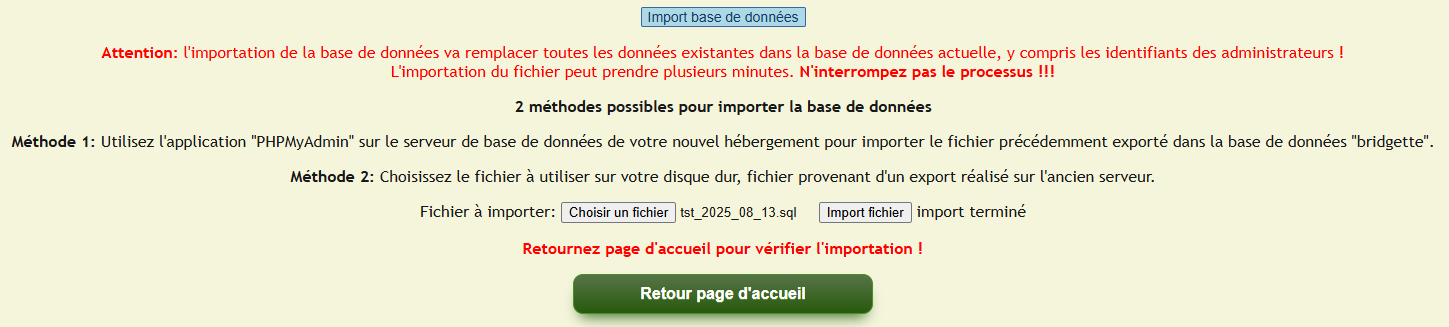 Import base de données
Attention: l'importation de la base de données va remplacer toutes les données existantes dans la base de données actuelle, y compris les identifiants des administrateurs !
L'importation du fichier peut prendre plusieurs minutes. N'interrompez pas le processus !!!
2 méthodes possibles pour importer la base de données
Méthode 1: Utilisez l'application "PHPMyAdmin" sur le serveur de base de données de votre nouvel hébergement pour importer le fichier précédemment exporté dans la base de données "bridgette".
Méthode 2: Choisissez le fichier à utiliser sur votre disque dur, fichier provenant d'un export réalisé sur l'ancien serveur.
Fichier à importer: Choisir un fichier tst_2025_08_13.sql Import fichier import terminé
Retournez page d'accueil pour vérifier l'importation !
Retour page d'accueil